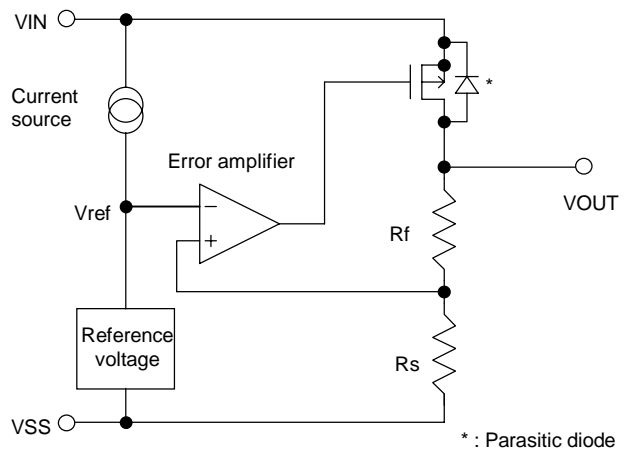 VIN
Current
source
*
Error amplifier
Vref
−
+
VOUT
Rf
Reference
voltage
Rs
VSS
* : Parasitic diode